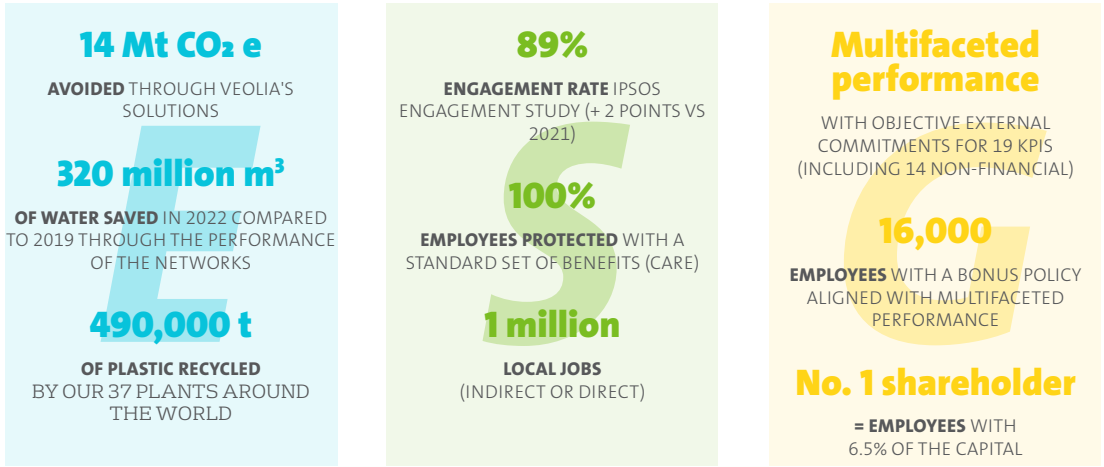 14 Mt CO₂ e
AVOIDED THROUGH VEOLIA'S
SOLUTIONS
320 million m³
OF WATER SAVED IN 2022 COMPARED
TO 2019 THROUGH THE PERFORMANCE
OF THE NETWORKS
490,000 t
OF PLASTIC RECYCLED
BY OUR 37 PLANTS AROUND
THE WORLD
E
89%
ENGAGEMENT RATE IPSOS
ENGAGEMENT STUDY (+ 2 POINTS VS
2021)
100%
EMPLOYEES PROTECTED WITH A
STANDARD SET OF BENEFITS (CARE)
1 million
LOCAL JOBS
(INDIRECT OR DIRECT)
S
Multifaceted
performance
WITH OBJECTIVE EXTERNAL
COMMITMENTS FOR 19 KPIS
(INCLUDING 14 NON-FINANCIAL)
16,000
EMPLOYEES WITH A BONUS POLICY
ALIGNED WITH MULTIFACETED
PERFORMANCE
No. 1 shareholder
= EMPLOYEES WITH
6.5% OF THE CAPITAL
G